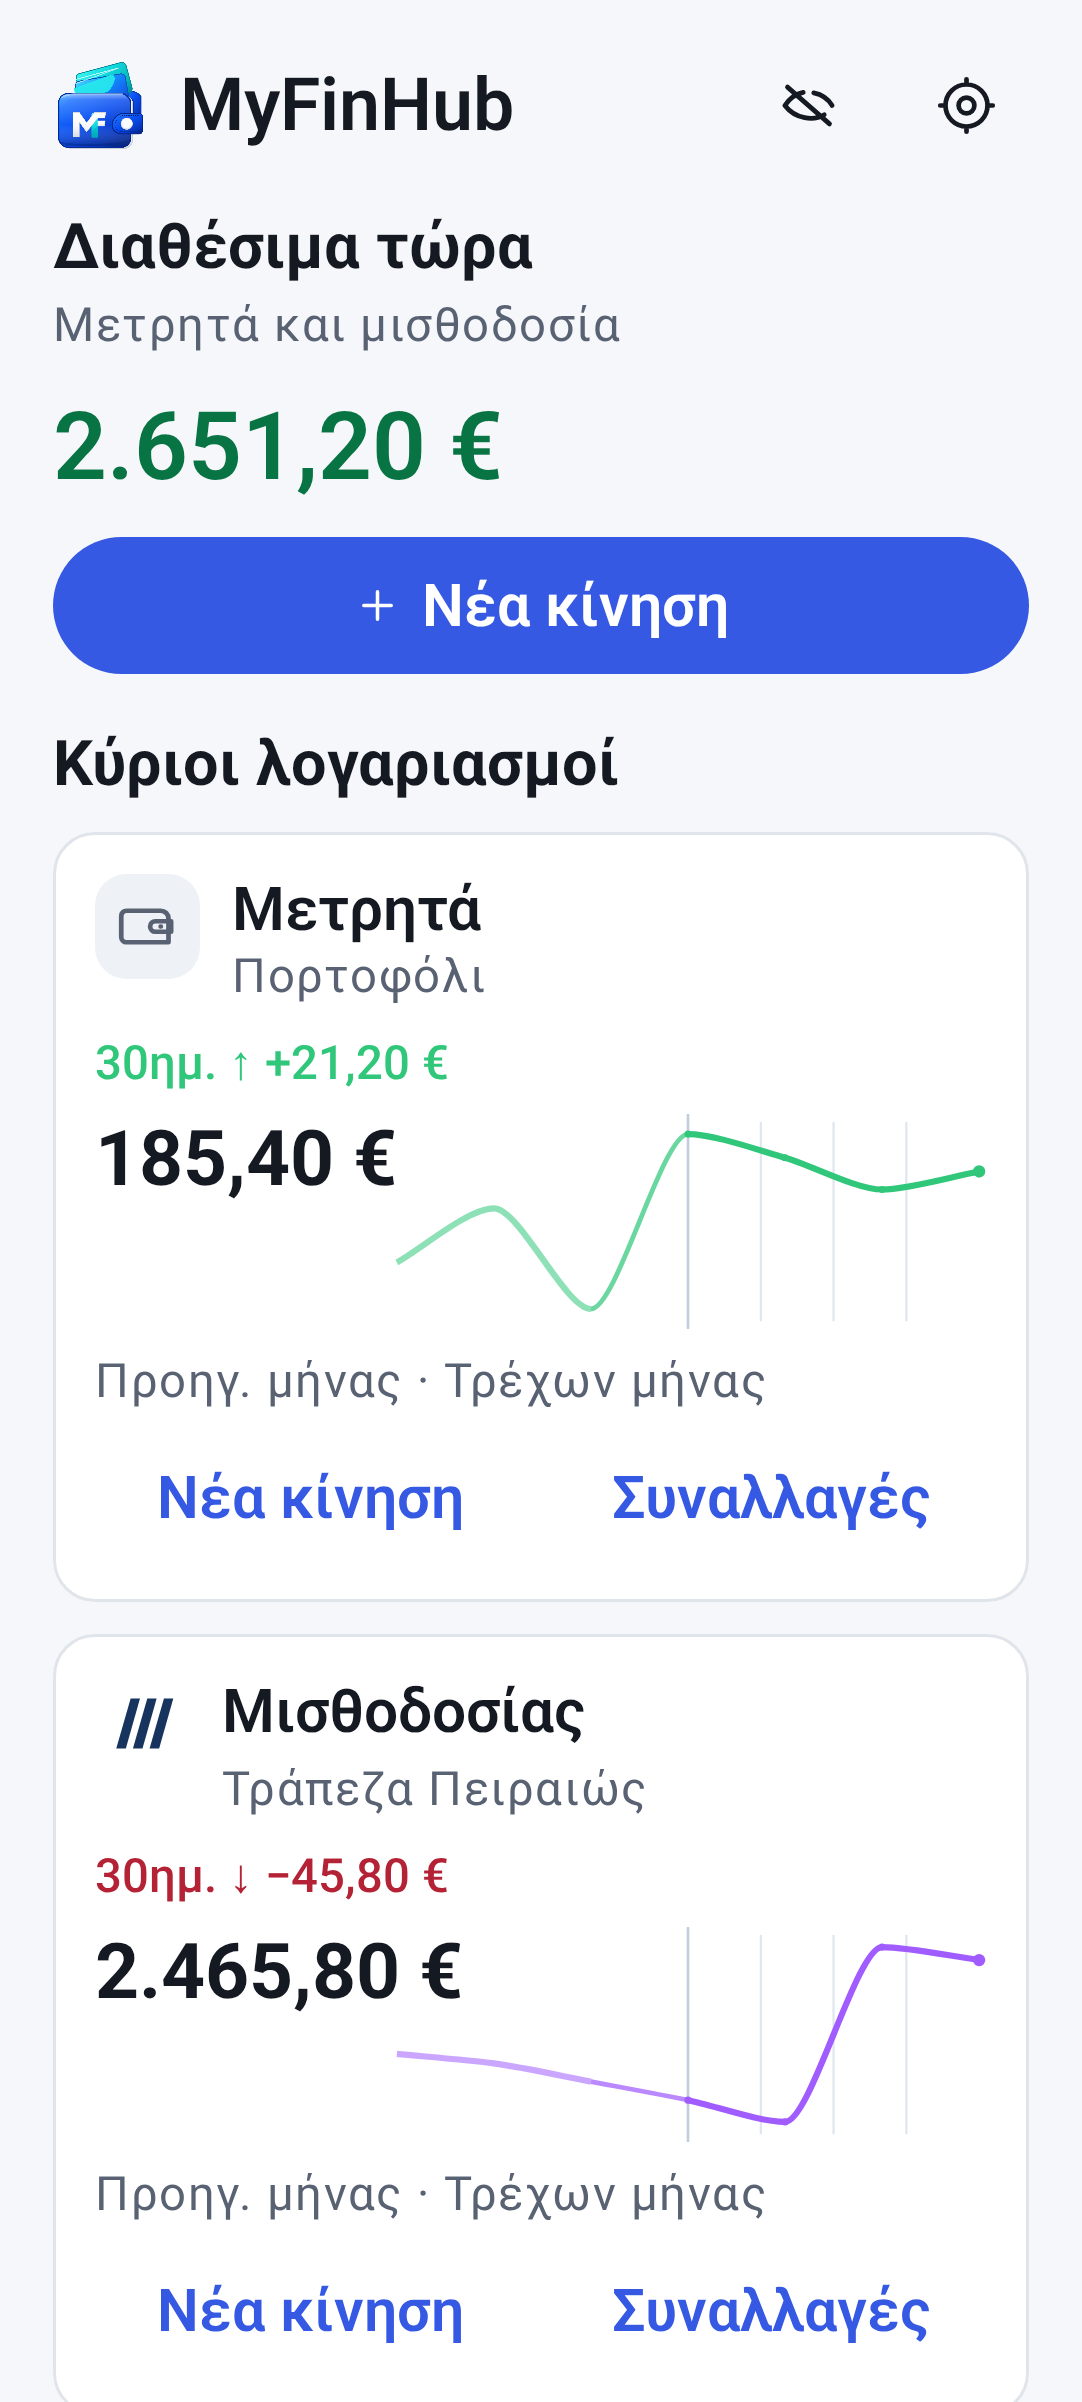 MF
MyFinHub
Διαθέσιμα τώρα
Μετρητά και μισθοδοσία
2.651,20 €
+ Νέα κίνηση
Κύριοι λογαριασμοί
Μετρητά
Πορτοφόλι
30ημ. ↑ +21,20 €
185,40 €
Προηγ. μήνας · Τρέχων μήνας
Νέα κίνηση Συναλλαγές
Μισθοδοσίας
Τράπεζα Πειραιώς
30ημ. ↓ −45,80 €
2.465,80 €
Προηγ. μήνας · Τρέχων μήνας
Νέα κίνηση Συναλλαγές